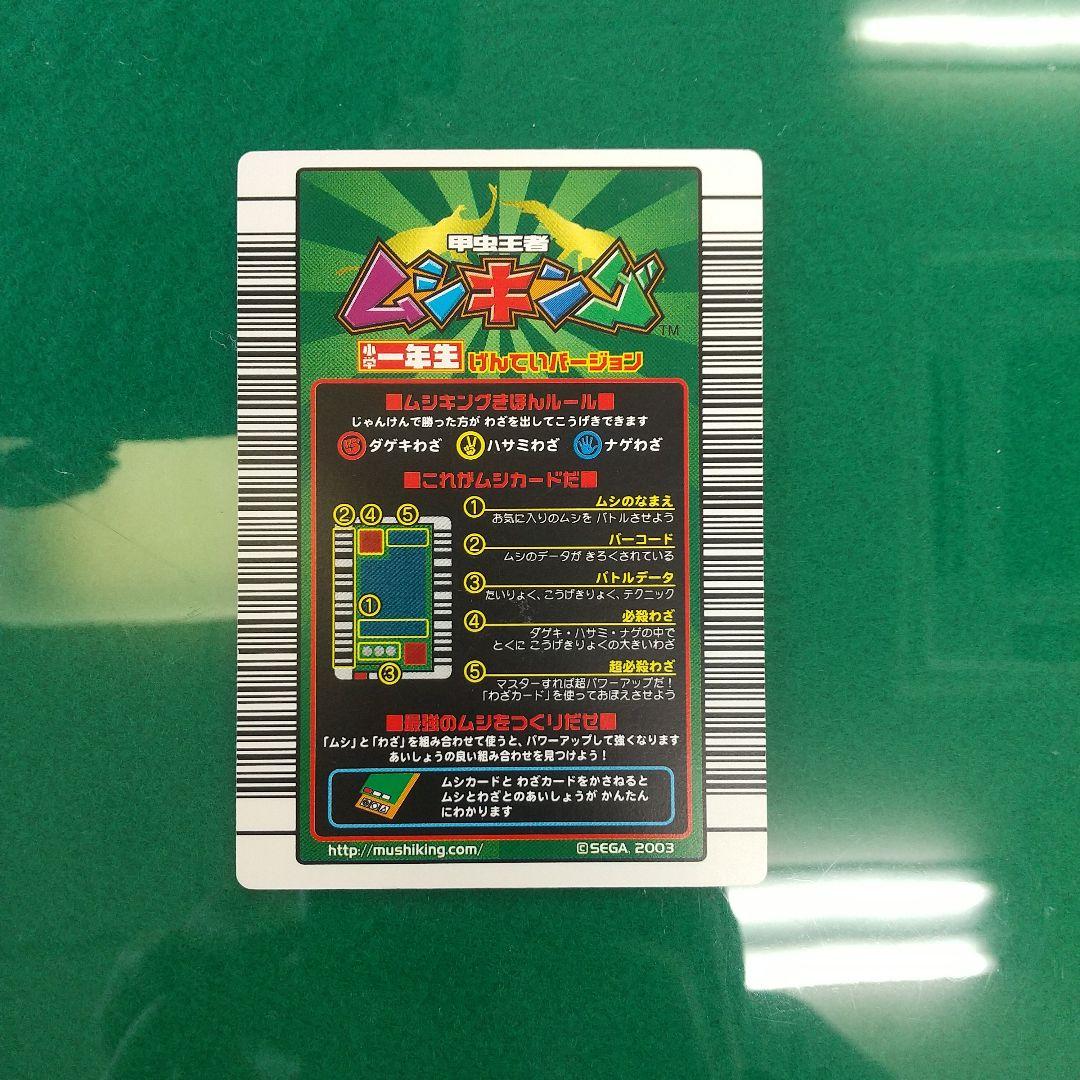 甲虫王者
ムシキング
TM
小学一年生 げんていバージョン
■ムシキングきほんルール■
じゃんけんで勝った方が わざを出してこうげきできます
ダゲキわざ ハサミわざ ナゲわざ
■これがムシカードだ■
② ④ ⑤
①
③
① ムシのなまえ
お気に入りのムシを バトルさせよう
② バーコード
ムシのデータが きろくされている
③ バトルデータ
たいりょく、こうげきりょく、テクニック
④ 必殺わざ
ダゲキ・ハサミ・ナゲの中で
とくに こうげきりょくの大きいわざ
⑤ 超必殺わざ
マスターすれば超パワーアップだ!
「わざカード」を使っておぼえさせよう
■最強のムシをつくりだせ■
「ムシ」と「わざ」を組み合わせて使うと、パワーアップして強くなります
あいしょうの良い組み合わせを見つけよう!
ムシカードと わざカードをかさねると
ムシとわざとのあいしょうが かんたん
にわかります
http://mushiking.com/
©SEGA, 2003